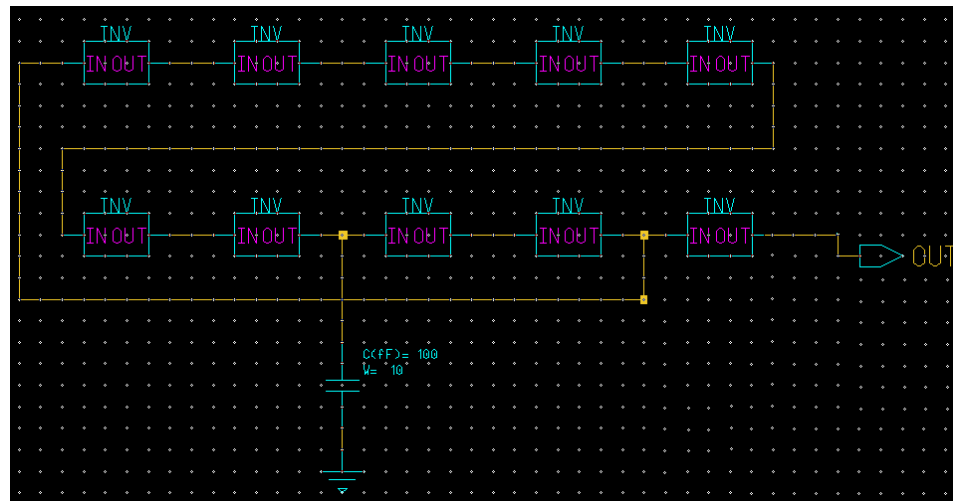 INV INV INV INV INV
IN OUT IN OUT IN OUT IN OUT IN OUT
INV INV INV INV INV
IN OUT IN OUT IN OUT IN OUT IN OUT
OUT
C(fF)= 100
W= 10